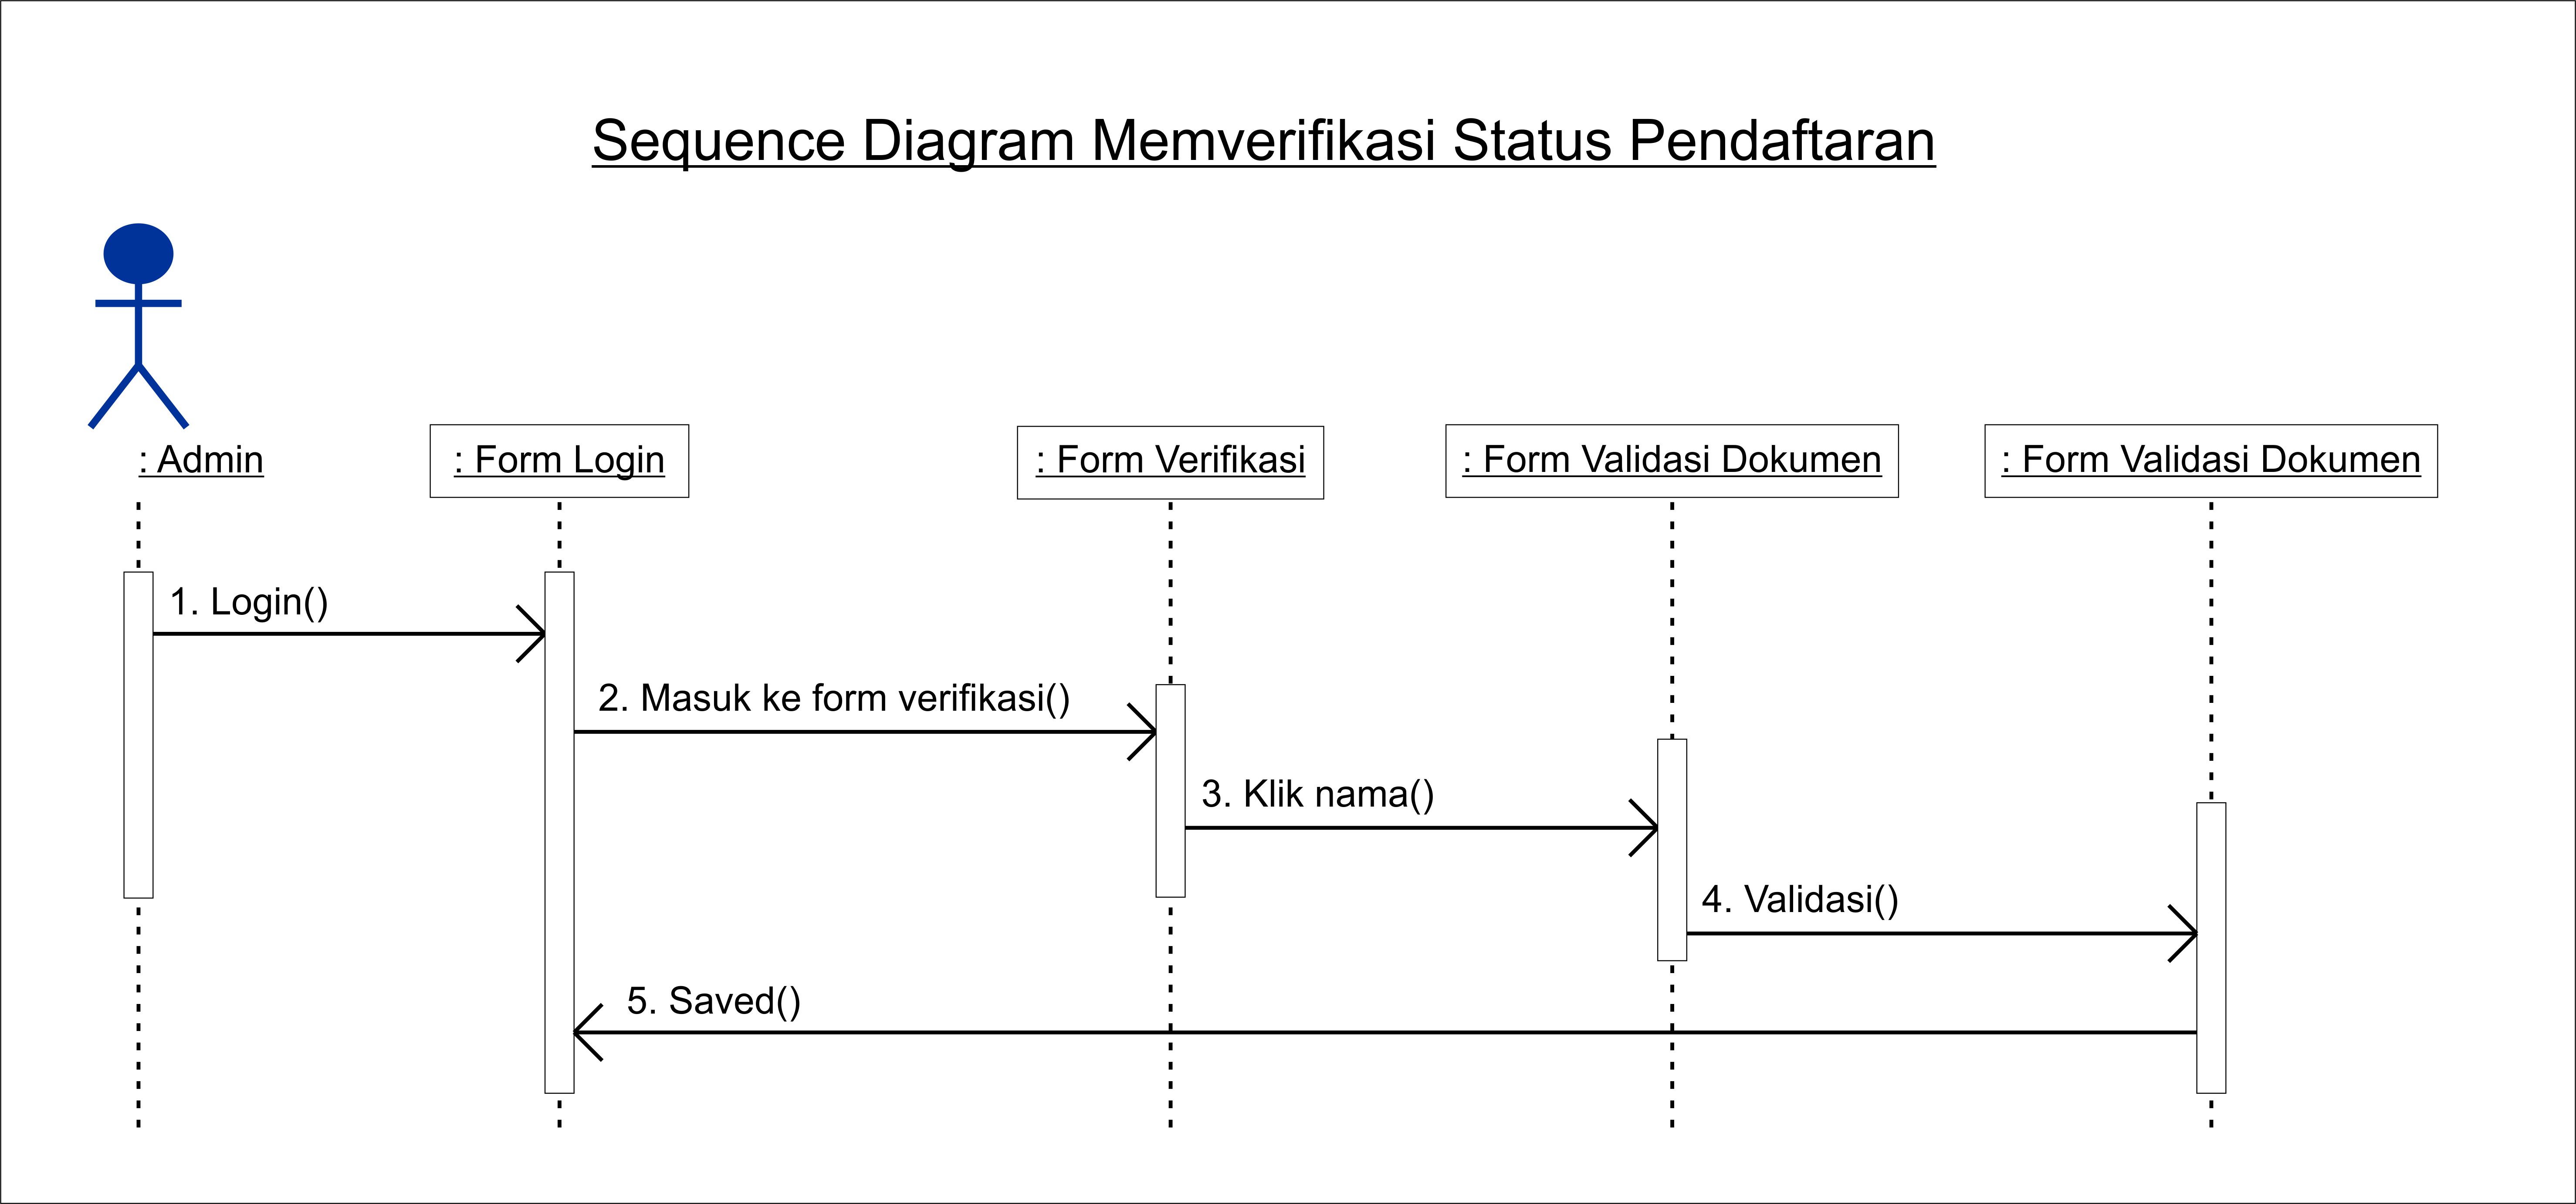 Sequence Diagram Memverifikasi Status Pendaftaran
: Admin
: Form Login
: Form Verifikasi
: Form Validasi Dokumen
: Form Validasi Dokumen
1. Login()
2. Masuk ke form verifikasi()
3. Klik nama()
4. Validasi()
5. Saved()